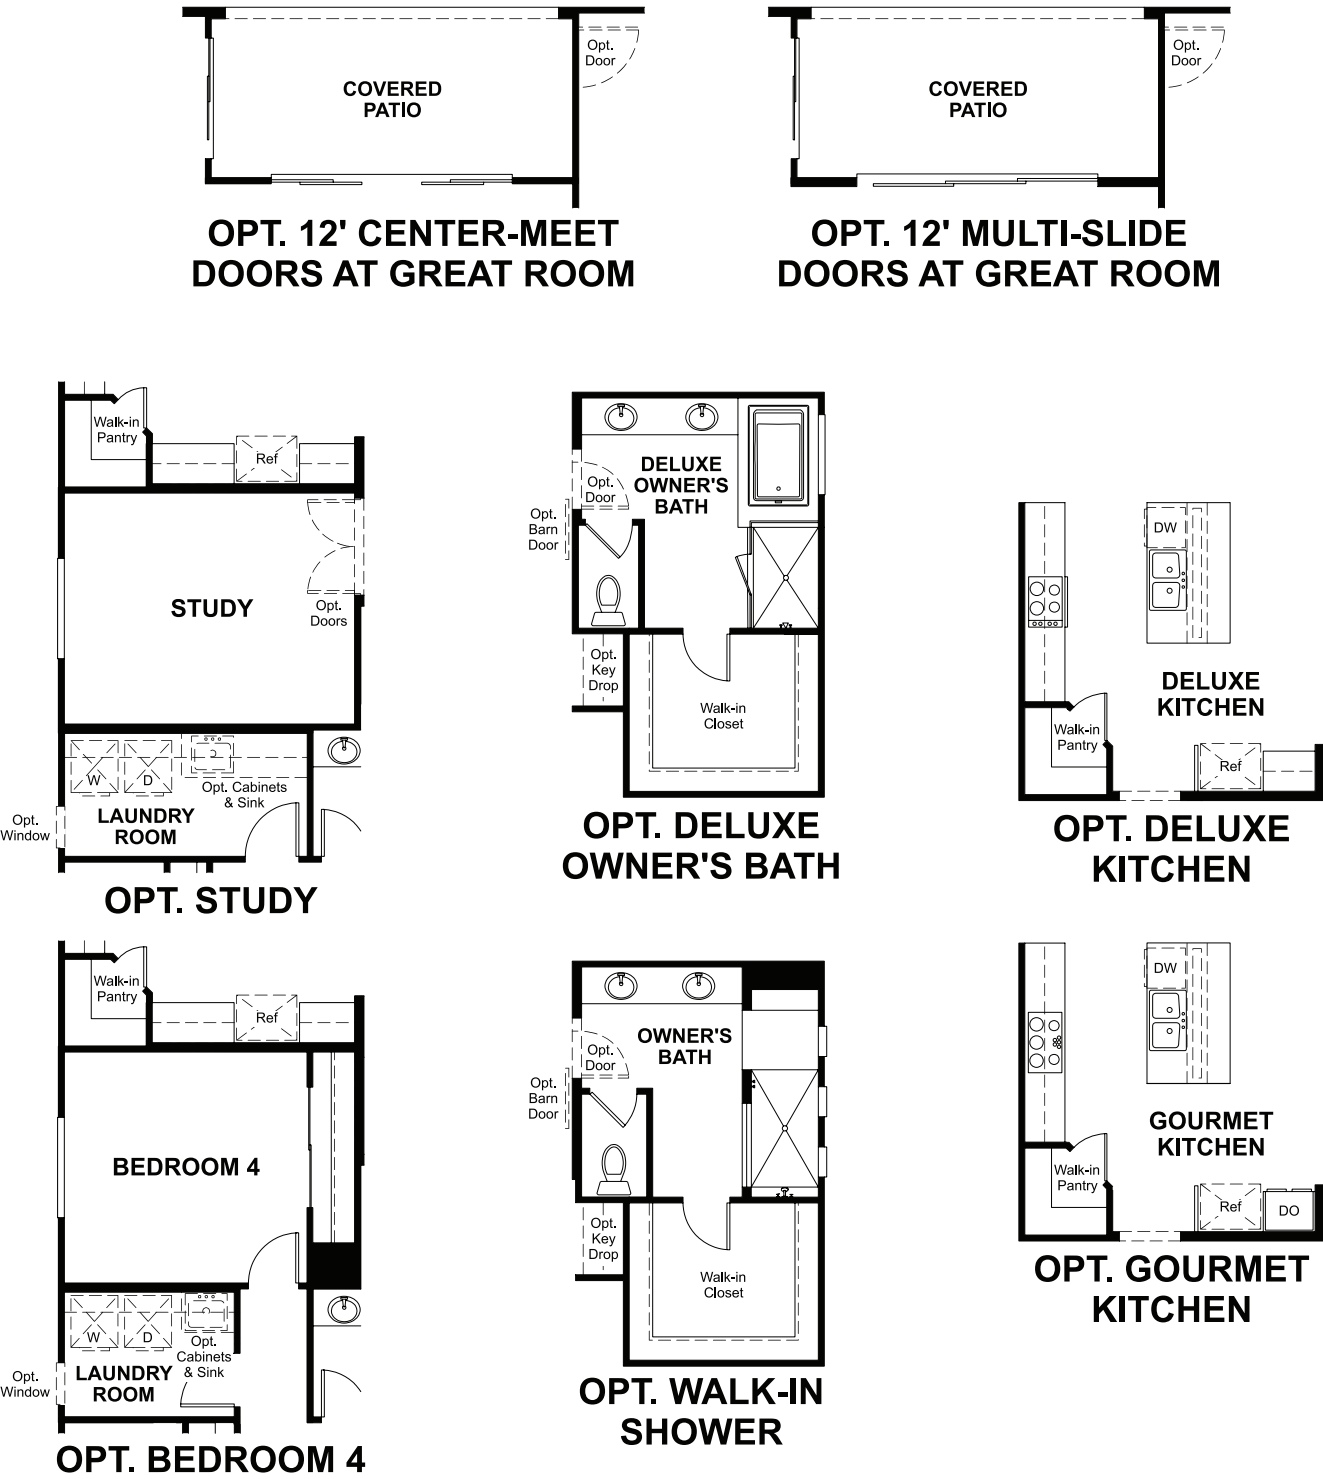 Opt.
Door
COVERED
PATIO
OPT. 12' CENTER-MEET
DOORS AT GREAT ROOM
Opt.
Door
COVERED
PATIO
OPT. 12' MULTI-SLIDE
DOORS AT GREAT ROOM
Walk-in
Pantry
Ref
STUDY
Opt.
Doors
W
D
Opt. Cabinets
& Sink
LAUNDRY
ROOM
Opt.
Window
OPT. STUDY
DELUXE
OWNER'S
BATH
Opt.
Door
Opt.
Barn
Door
Opt.
Key
Drop
Walk-in
Closet
OPT. DELUXE
OWNER'S BATH
DW
DELUXE
KITCHEN
Walk-in
Pantry
Ref
OPT. DELUXE
KITCHEN
Walk-in
Pantry
Ref
BEDROOM 4
W
D
Opt.
Cabinets
& Sink
LAUNDRY
ROOM
Opt.
Window
OPT. BEDROOM 4
OWNER'S
BATH
Opt.
Door
Opt.
Barn
Door
Opt.
Key
Drop
Walk-in
Closet
OPT. WALK-IN
SHOWER
DW
GOURMET
KITCHEN
Walk-in
Pantry
Ref
DO
OPT. GOURMET
KITCHEN